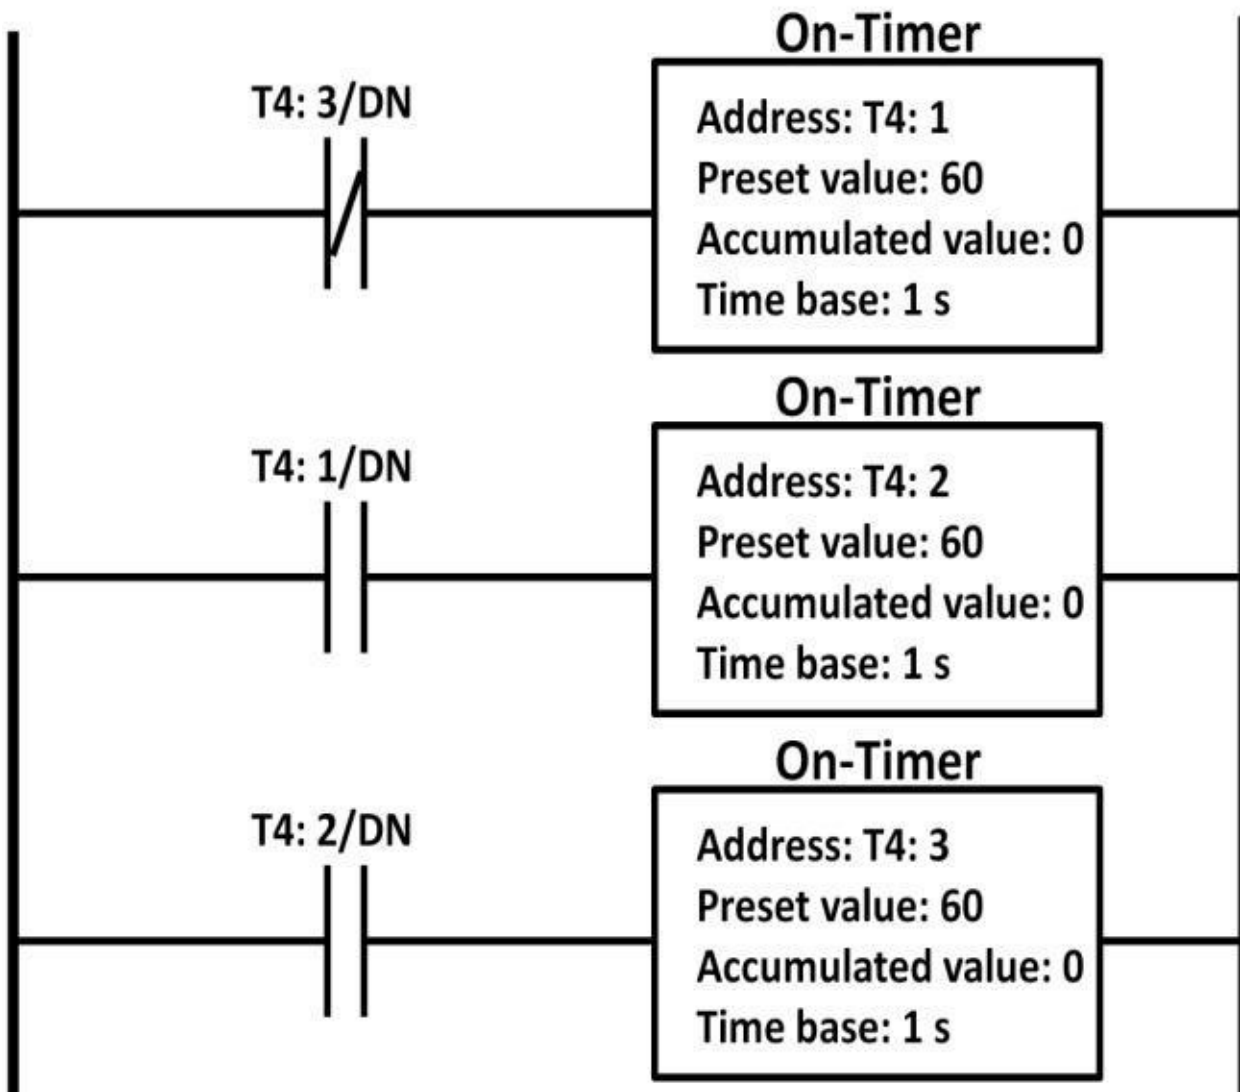 On-Timer
T4: 3/DN
Address: T4: 1
Preset value: 60
Accumulated value: 0
Time base: 1 s
On-Timer
T4: 1/DN
Address: T4: 2
Preset value: 60
Accumulated value: 0
Time base: 1 s
On-Timer
T4: 2/DN
Address: T4: 3
Preset value: 60
Accumulated value: 0
Time base: 1 s